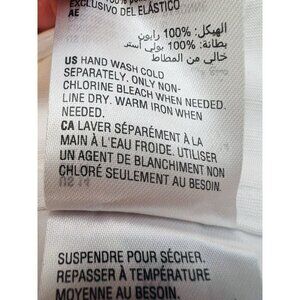 EXCLUSIVO DEL ELÁSTICO
AE
الهيكل: 100% رايون
بطانة: 100% بولي أستر
خالي من المطاط
US HAND WASH COLD
SEPARATELY. ONLY NON-
CHLORINE BLEACH WHEN NEEDED.
LINE DRY. WARM IRON WHEN
NEEDED.
CA LAVER SÉPARÉMENT À LA
MAIN À L'EAU FROIDE. UTILISER
UN AGENT DE BLANCHIMENT NON
CHLORÉ SEULEMENT AU BESOIN.
SUSPENDRE POUR SÉCHER.
REPASSER À TEMPÉRATURE
MOYENNE AU BESOIN.